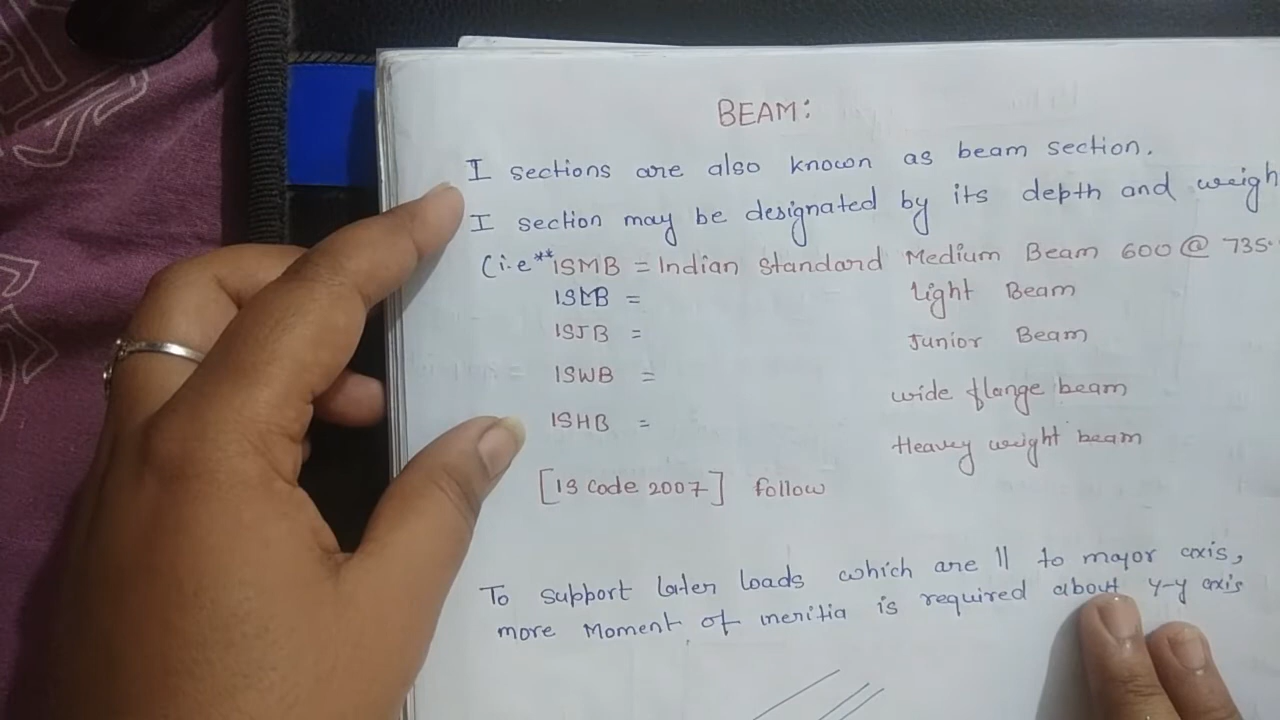 BEAM:
I sections are also known as beam section.
I section may be designated by its depth and weigh
(i.e** ISMB = Indian Standard Medium Beam 600 @ 735.
ISLB = Light Beam
ISJB = Junior Beam
ISWB = wide flange beam
ISHB = Heavey weight beam
[IS code 2007] follow
To support later loads which are || to major axis,
more Moment of ineritia is required about y-y axis